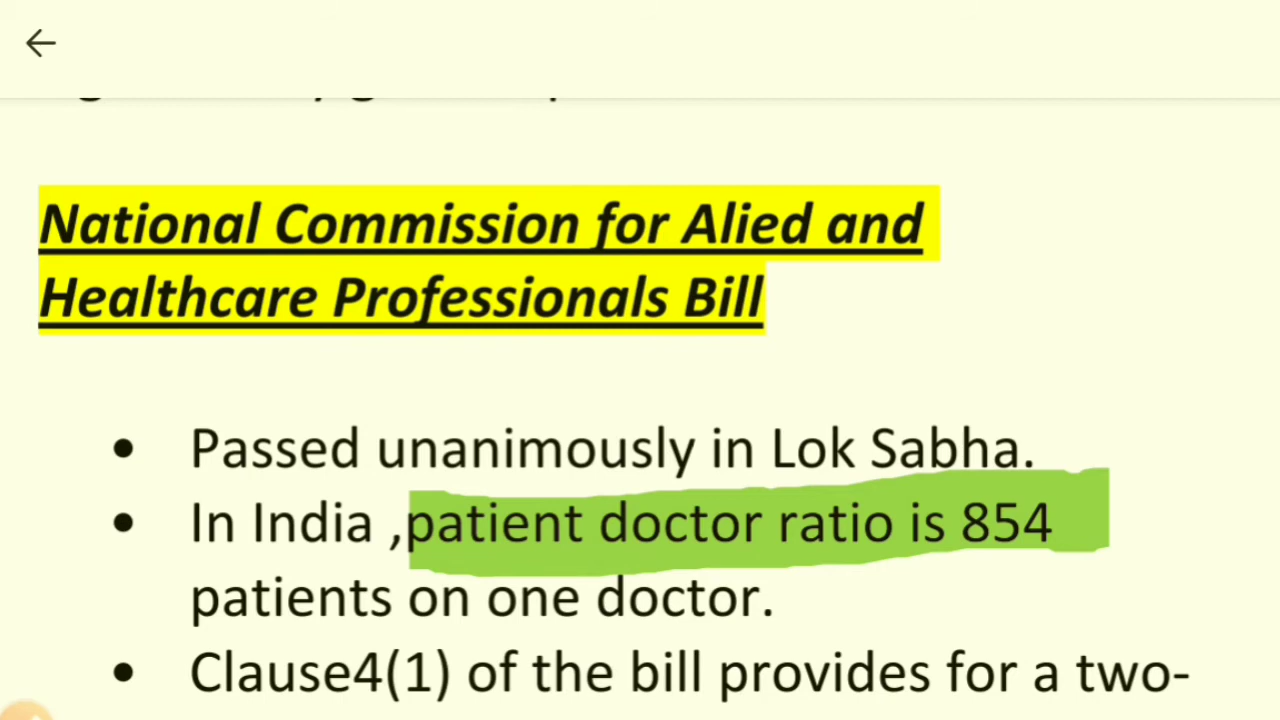 National Commission for Alied and
Healthcare Professionals Bill
• Passed unanimously in Lok Sabha.
• In India ,patient doctor ratio is 854
patients on one doctor.
• Clause4(1) of the bill provides for a two-